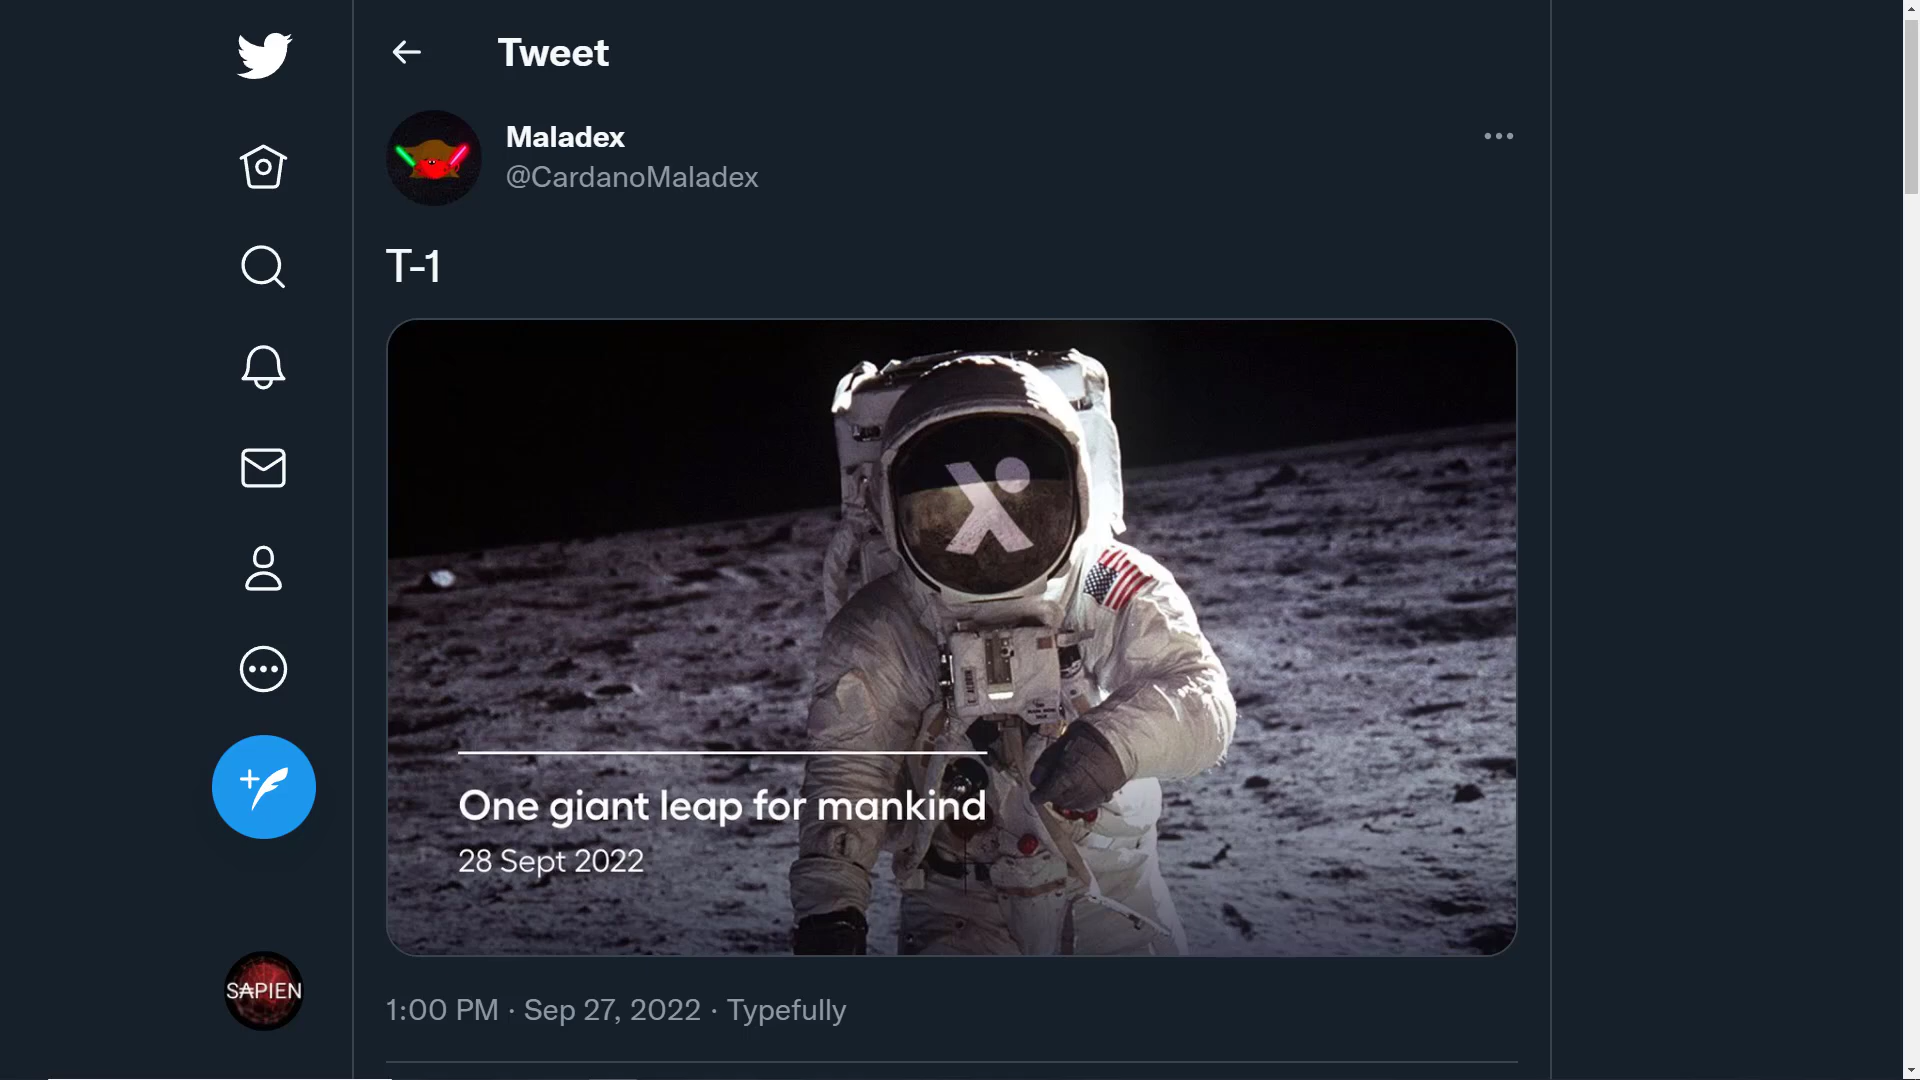 Tweet
Maladex
@CardanoMaladex
T-1
One giant leap for mankind
28 Sept 2022
SAPIEN
1:00 PM · Sep 27, 2022 · Typefully